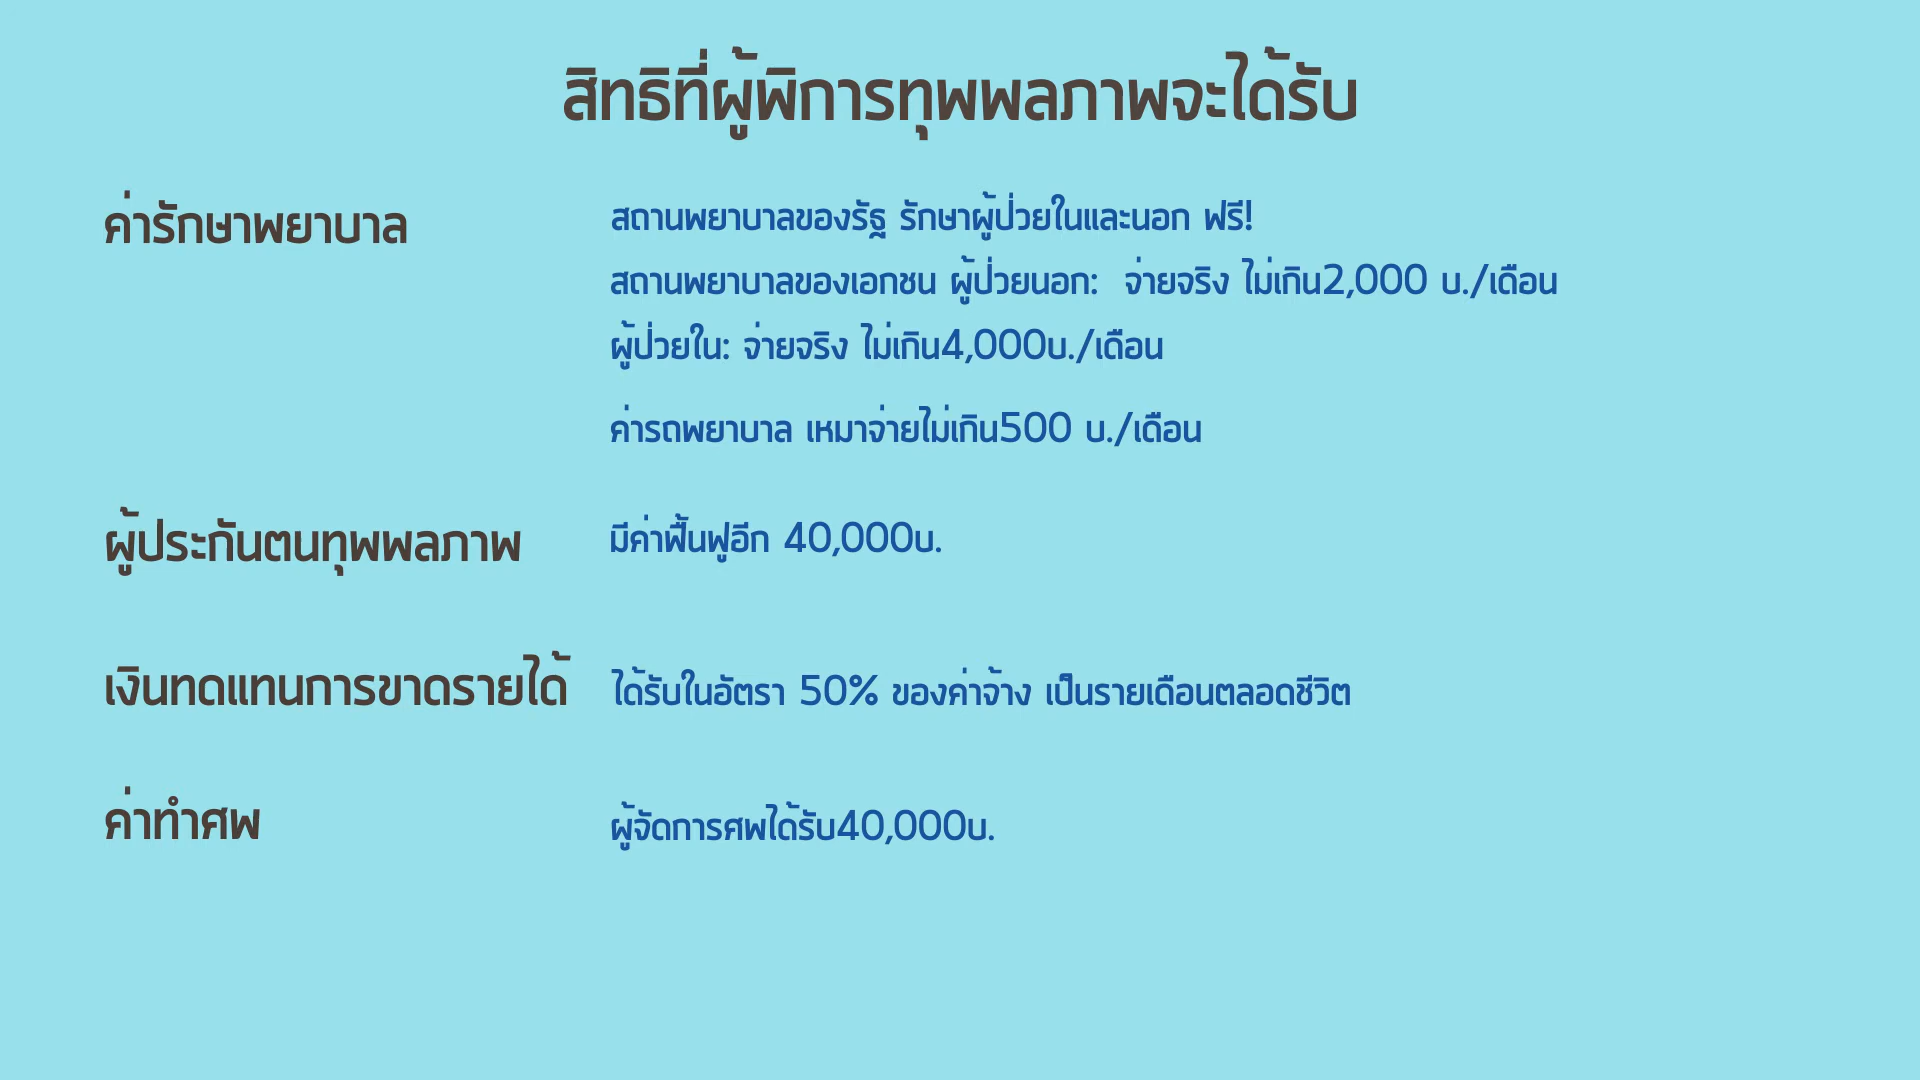 สิทธิที่ผู้พิการทุพพลภาพจะได้รับ
ค่ารักษาพยาบาล
สถานพยาบาลของรัฐ รักษาผู้ป่วยในและนอก ฟรี!
สถานพยาบาลของเอกชน ผู้ป่วยนอก:  จ่ายจริง ไม่เกิน2,000 บ./เดือน
ผู้ป่วยใน: จ่ายจริง ไม่เกิน4,000บ./เดือน
ค่ารถพยาบาล เหมาจ่ายไม่เกิน500 บ./เดือน
ผู้ประกันตนทุพพลภาพ
มีค่าฟื้นฟูอีก 40,000บ.
เงินทดแทนการขาดรายได้
ได้รับในอัตรา 50% ของค่าจ้าง เป็นรายเดือนตลอดชีวิต
ค่าทำศพ
ผู้จัดการศพได้รับ40,000บ.